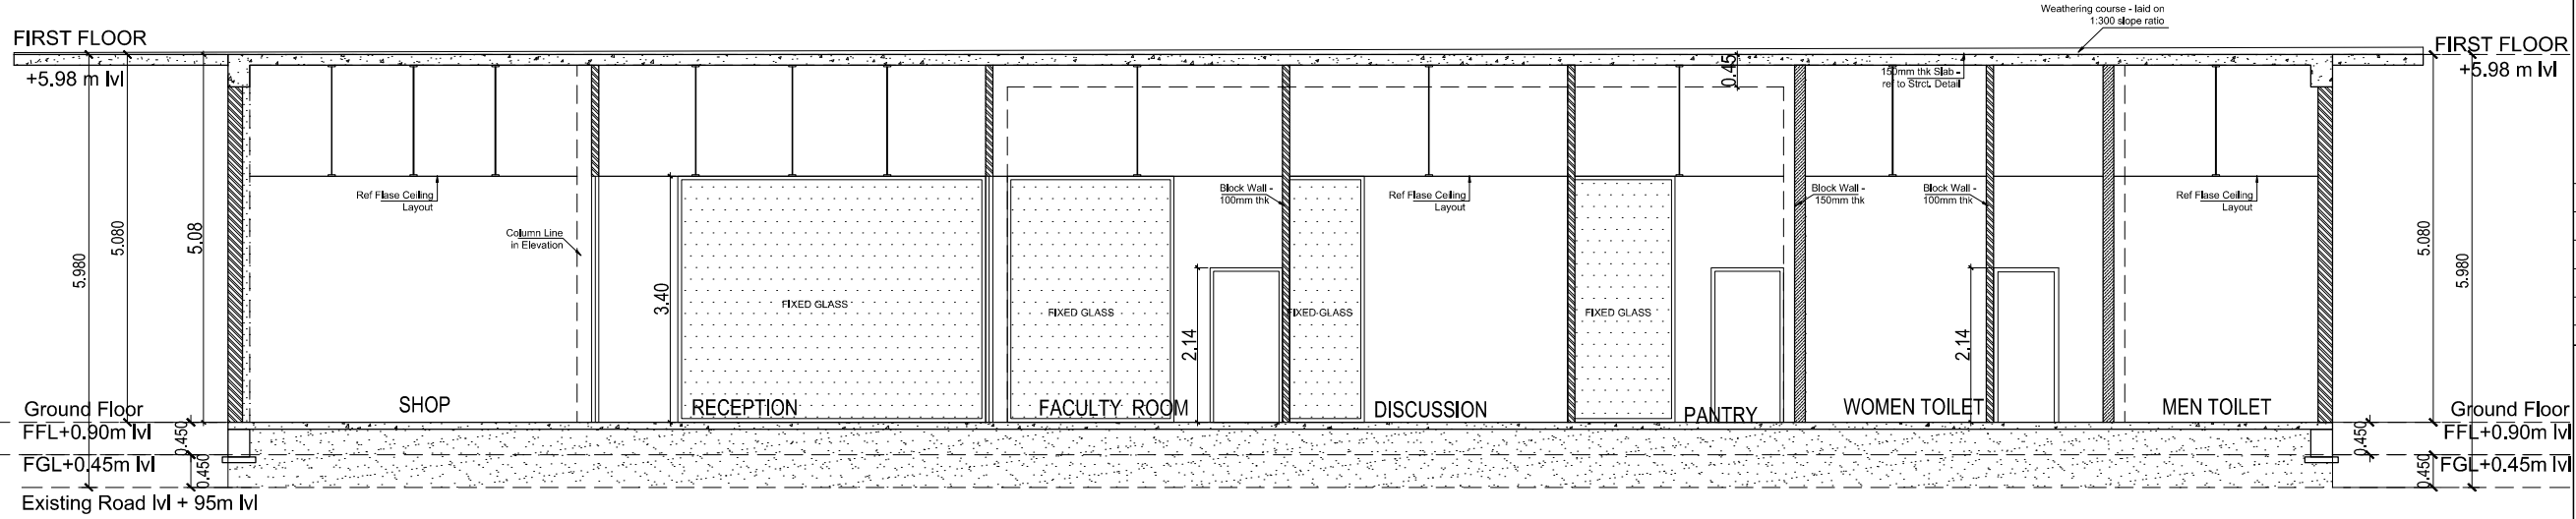 Weathering course - laid on
1:300 slope ratio
FIRST FLOOR
+5.98 m lvl
FIRST FLOOR
+5.98 m lvl
0.45
150mm thk Slab -
ref to Strct. Detail
Ref Flase Ceiling
Layout
Block Wall -
100mm thk
Ref Flase Ceiling
Layout
Block Wall -
150mm thk
Block Wall -
100mm thk
Ref Flase Ceiling
Layout
Column Line
in Elevation
5.980
5.080
5.08
3.40
2.14
2.14
5.080
5.980
FIXED GLASS
FIXED GLASS
FIXED GLASS
FIXED GLASS
SHOP
RECEPTION
FACULTY ROOM
DISCUSSION
PANTRY
WOMEN TOILET
MEN TOILET
Ground Floor
FFL+0.90m lvl
0.450
FGL+0.45m lvl
0.450
Existing Road lvl + 95m lvl
Ground Floor
FFL+0.90m lvl
0.450
FGL+0.45m lvl
0.450